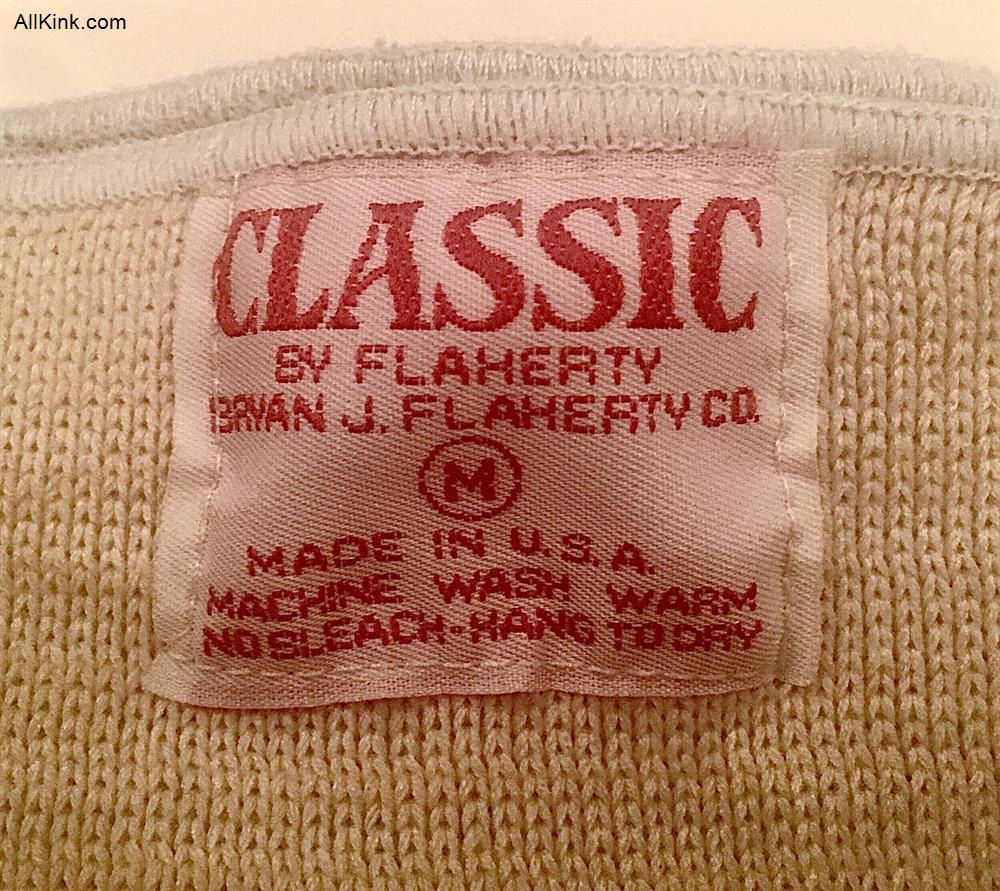 AllKink.com
CLASSIC
BY FLAHERTY
BRYAN J. FLAHERTY CO.
M
MADE IN U.S.A.
MACHINE WASH WARM
NO BLEACH-HANG TO DRY